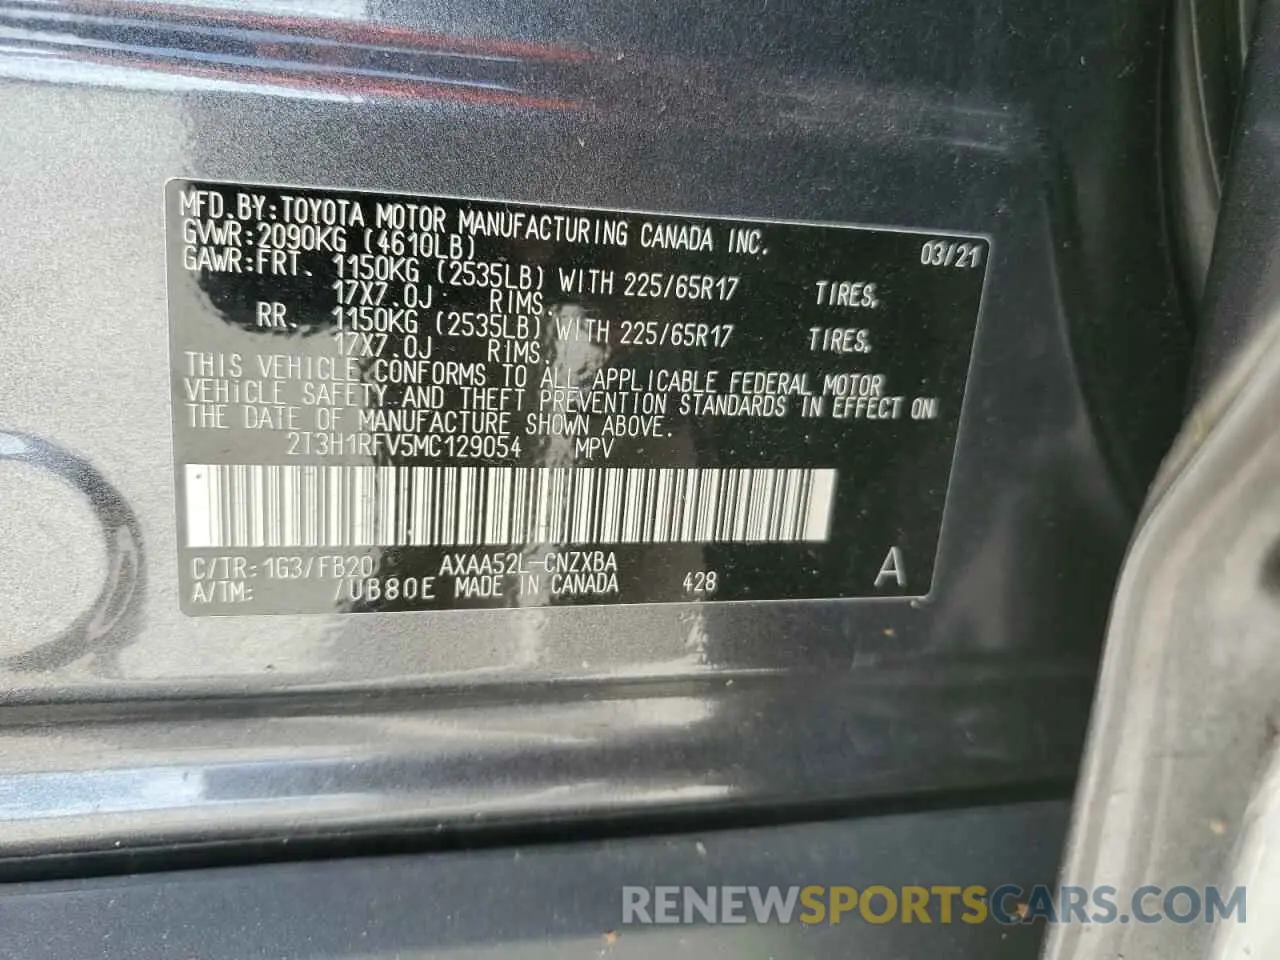 MFD.BY:TOYOTA MOTOR MANUFACTURING CANADA INC. 03/21
GVWR:2090KG (4610LB)
GAWR:FRT. 1150KG (2535LB) WITH 225/65R17 TIRES,
17X7.0J RIMS.
RR. 1150KG (2535LB) WITH 225/65R17 TIRES,
17X7.0J RIMS.
THIS VEHICLE CONFORMS TO ALL APPLICABLE FEDERAL MOTOR
VEHICLE SAFETY AND THEFT PREVENTION STANDARDS IN EFFECT ON
THE DATE OF MANUFACTURE SHOWN ABOVE.
2T3H1RFV5MC129054 MPV
C/TR:1G3/FB20 AXAA52L-CNZXBA
A/TM: /UB80E MADE IN CANADA 428 A
RENEWSPORTSCARS.COM